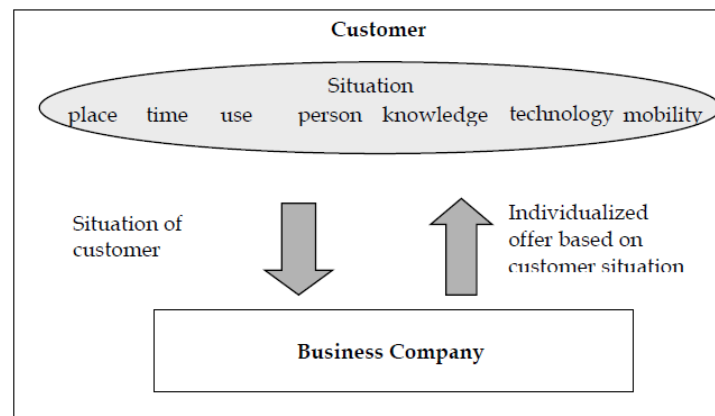 Customer
Situation
place time use person knowledge technology mobility
Situation of
customer
Individualized
offer based on
customer situation
Business Company